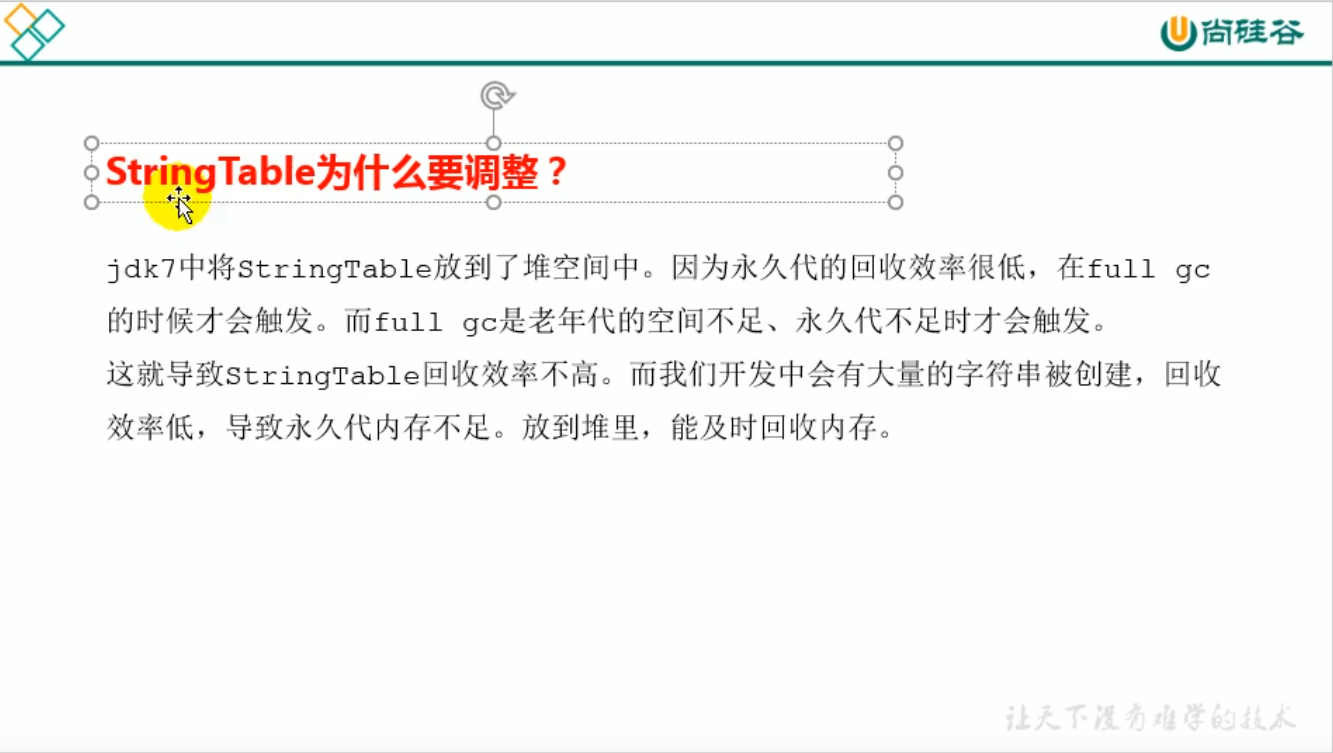 尚硅谷
StringTable为什么要调整？
jdk7中将StringTable放到了堆空间中。因为永久代的回收效率很低，在full gc
的时候才会触发。而full gc是老年代的空间不足、永久代不足时才会触发。
这就导致StringTable回收效率不高。而我们开发中会有大量的字符串被创建，回收
效率低，导致永久代内存不足。放到堆里，能及时回收内存。
让天下没有难学的技术